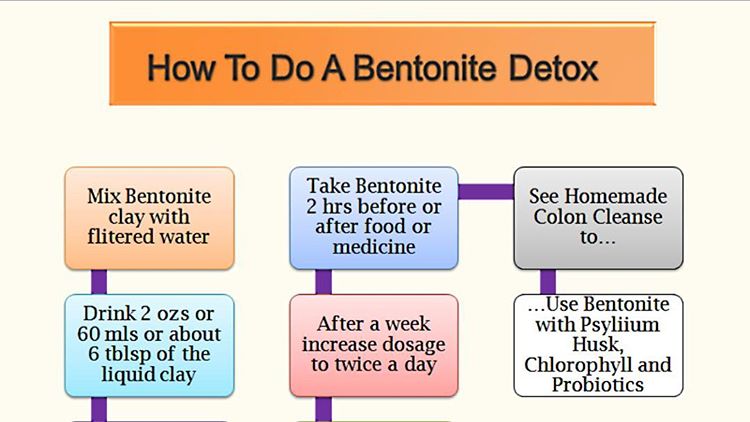 How To Do A Bentonite Detox
Mix Bentonite
clay with
flitered water
Drink 2 ozs or
60 mls or about
6 tblsp of the
liquid clay
Take Bentonite
2 hrs before or
after food or
medicine
After a week
increase dosage
to twice a day
See Homemade
Colon Cleanse
to…
…Use Bentonite
with Psyliium
Husk,
Chlorophyll and
Probiotics